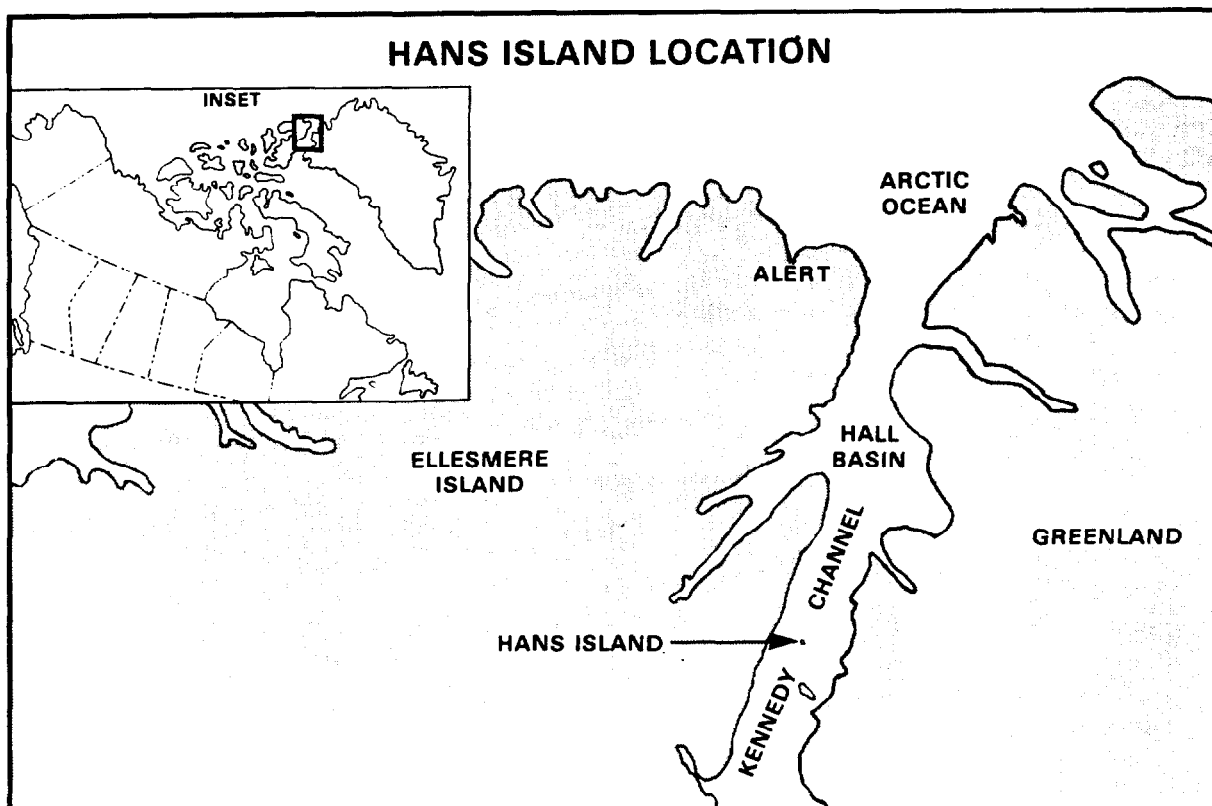 HANS ISLAND LOCATION
INSET
ARCTIC
OCEAN
ALERT
HALL
BASIN
ELLESMERE
ISLAND
GREENLAND
CHANNEL
HANS ISLAND
KENNEDY